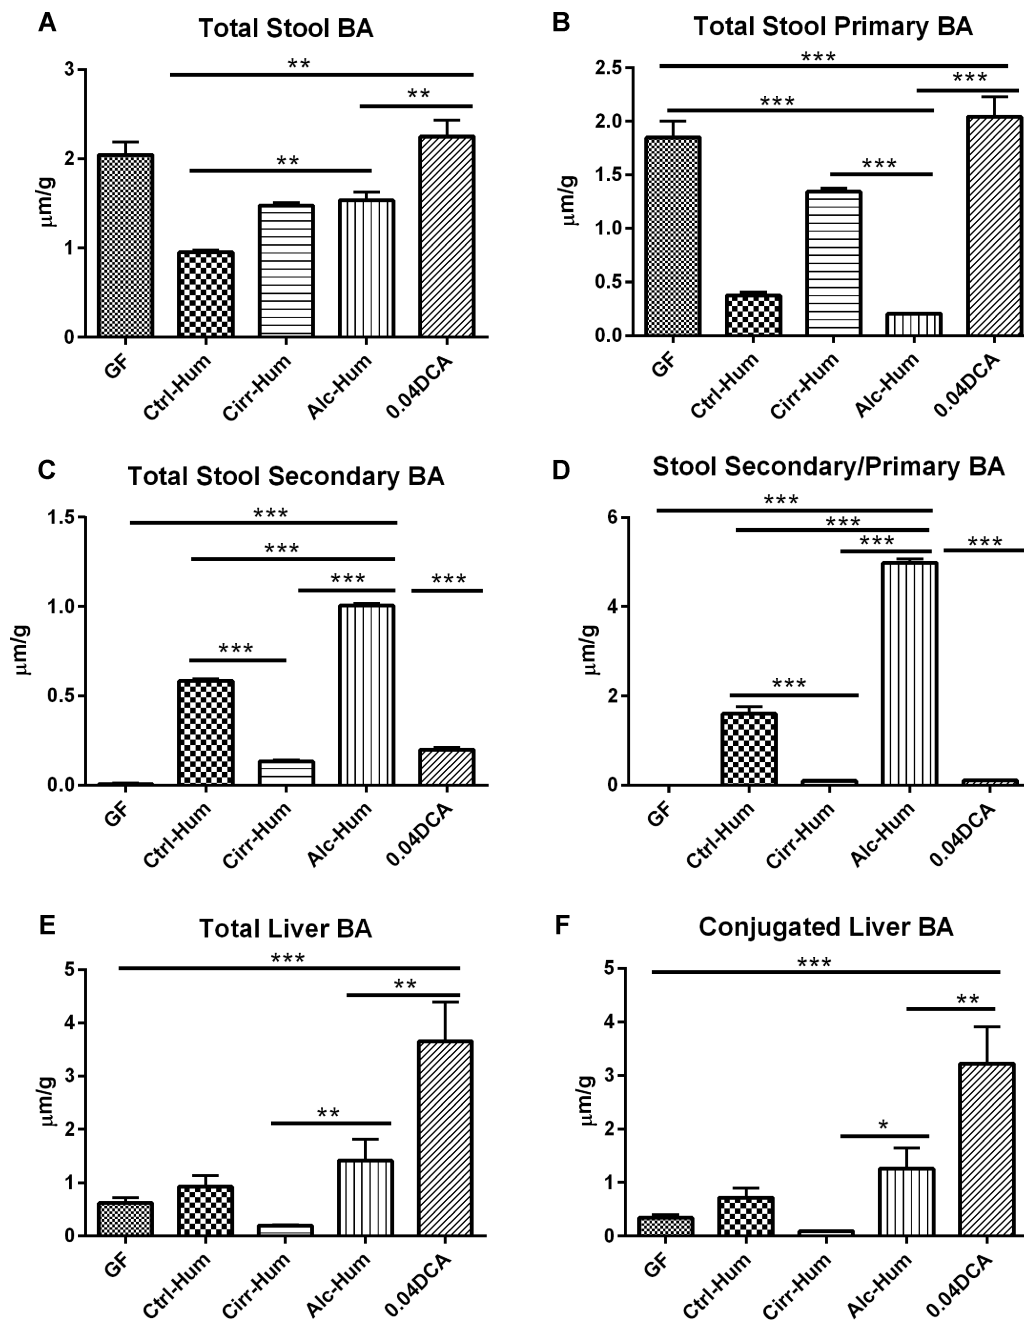 A
Total Stool BA
**
**
**
μm/g
3
2
1
0
GF
Ctrl-Hum
Cirr-Hum
Alc-Hum
0.04DCA
B
Total Stool Primary BA
***
***
***
***
μm/g
2.5
2.0
1.5
1.0
0.5
0.0
GF
Ctrl-Hum
Cirr-Hum
Alc-Hum
0.04DCA
C
Total Stool Secondary BA
***
***
***
***
***
μm/g
1.5
1.0
0.5
0.0
GF
Ctrl-Hum
Cirr-Hum
Alc-Hum
0.04DCA
D
Stool Secondary/Primary BA
***
***
***
***
***
μm/g
6
4
2
0
GF
Ctrl-Hum
Cirr-Hum
Alc-Hum
0.04DCA
E
Total Liver BA
***
**
**
μm/g
5
4
3
2
1
0
GF
Ctrl-Hum
Cirr-Hum
Alc-Hum
0.04DCA
F
Conjugated Liver BA
***
**
*
μm/g
5
4
3
2
1
0
GF
Ctrl-Hum
Cirr-Hum
Alc-Hum
0.04DCA